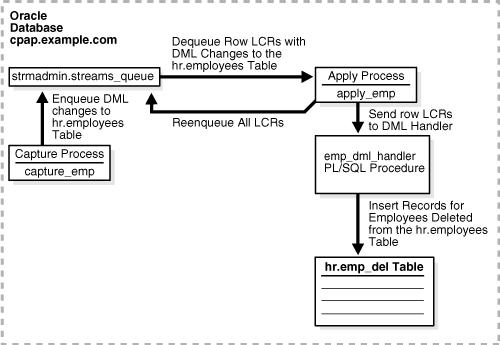 Oracle
Database
cpap.example.com
Dequeue Row LCRs with
DML Changes to the
hr.employees Table
strmadmin.streams_queue
Apply Process
apply_emp
Enqueue DML
changes to
hr.employees
Table
Reenqueue All LCRs
Send row LCRs
to DML Handler
Capture Process
capture_emp
emp_dml_handler
PL/SQL Procedure
Insert Records for
Employees Deleted
from the hr.employees
Table
hr.emp_del Table